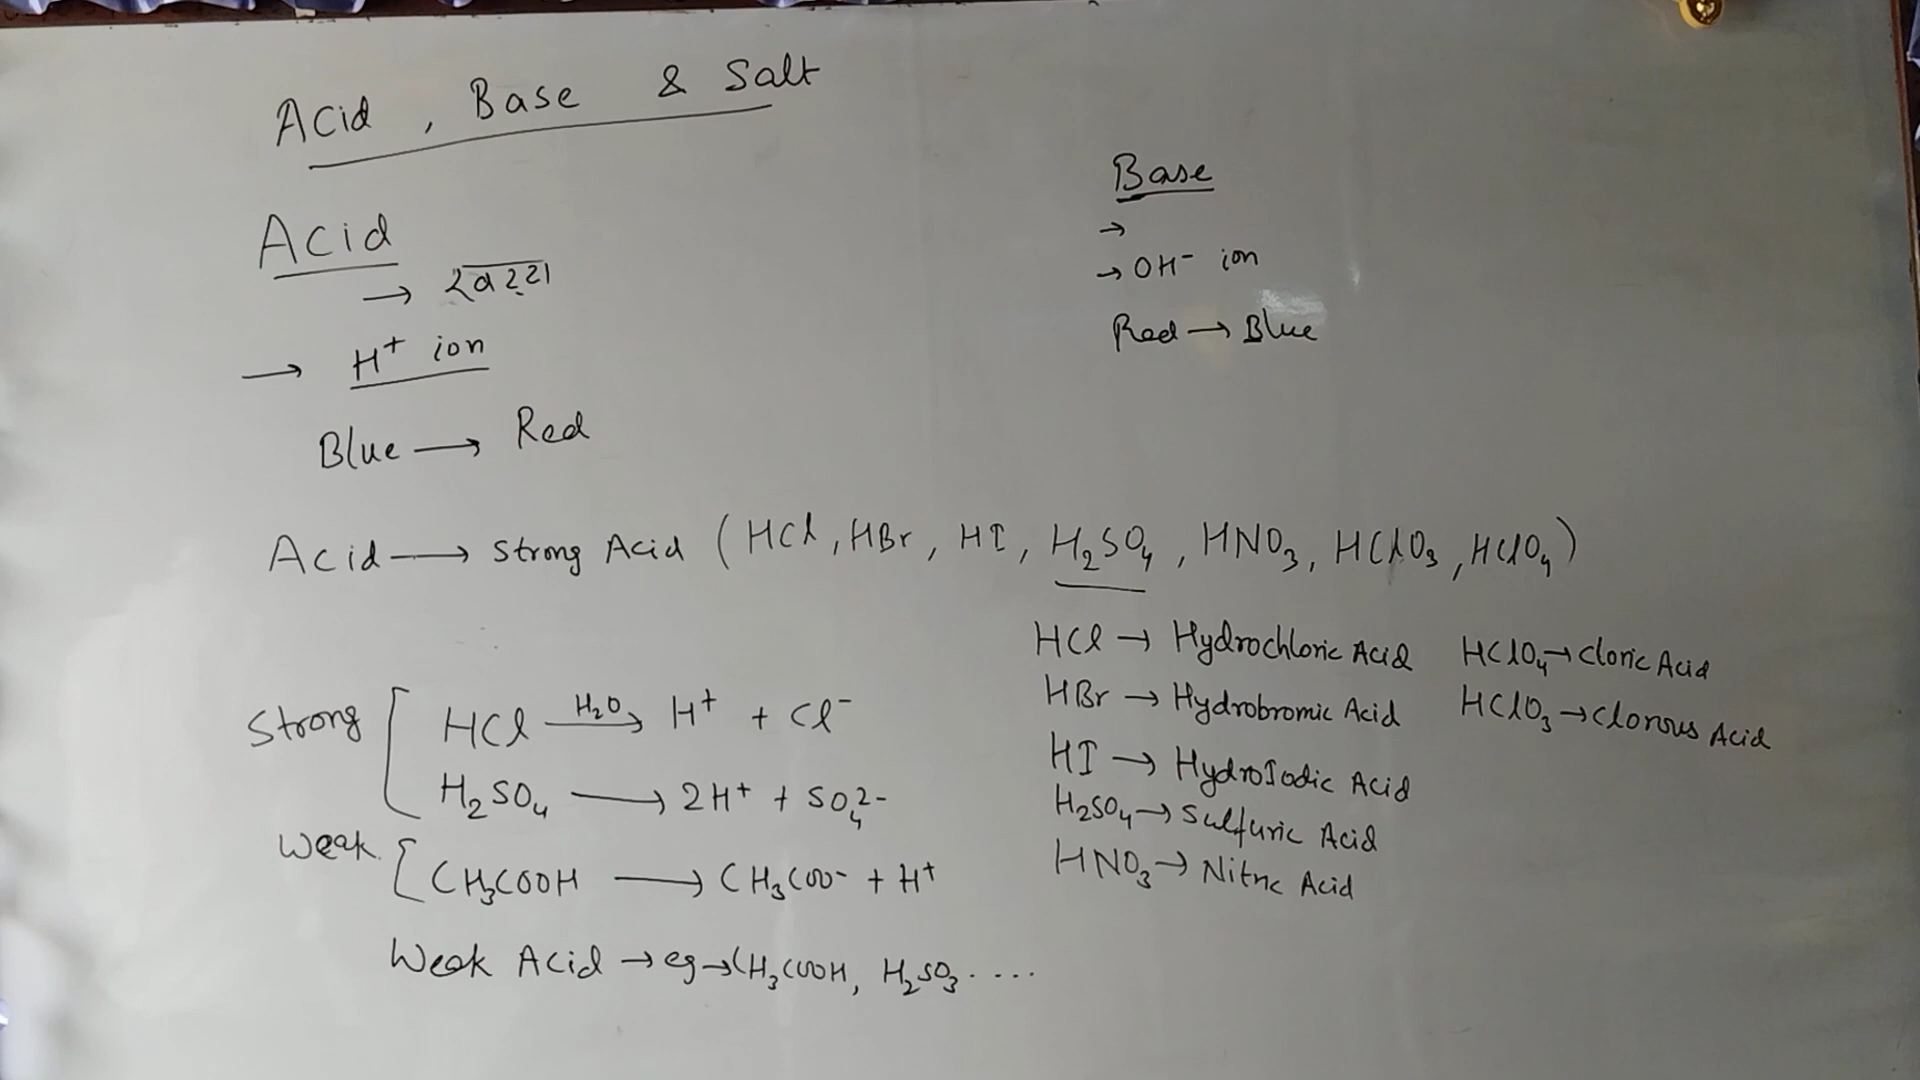 Acid , Base & Salt
Acid
→
→ H⁺ ion
Blue → Red
Base
→
→ OH⁻ ion
Red → Blue
Acid → Strong Acid (HCl, HBr, HI, H₂SO₄, HNO₃, HClO₃, HClO₄)
HCl → Hydrochloric Acid
HBr → Hydrobromic Acid
HI → HydroIodic Acid
H₂SO₄ → Sulfuric Acid
HNO₃ → Nitric Acid
HClO₄ → Cloric Acid
HClO₃ → Clorous Acid
Strong [ HCl —H₂O→ H⁺ + Cl⁻
H₂SO₄ → 2H⁺ + SO₄²⁻
Weak [ CH₃COOH → CH₃COO⁻ + H⁺
Weak Acid → eg → CH₃COOH, H₂SO₃.....